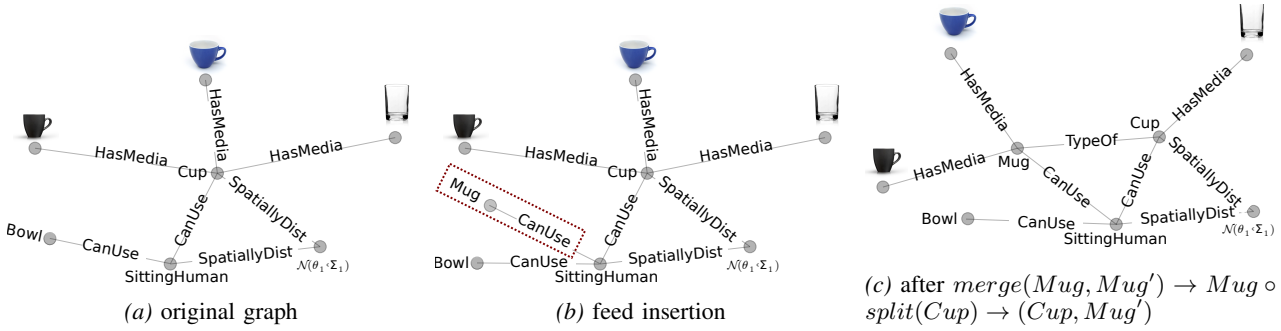 HasMedia
HasMedia
HasMedia
Cup
SpatiallyDist
CanUse
Bowl
CanUse
SpatiallyDist
SittingHuman
N(θ₁,Σ₁)
(a) original graph
HasMedia
HasMedia
HasMedia
Cup
Mug
CanUse
SpatiallyDist
CanUse
Bowl
CanUse
SpatiallyDist
SittingHuman
N(θ₁,Σ₁)
(b) feed insertion
HasMedia
HasMedia
Cup
TypeOf
HasMedia
Mug
SpatiallyDist
CanUse
CanUse
Bowl
CanUse
SpatiallyDist
SittingHuman
N(θ₁,Σ₁)
(c) after merge(Mug, Mug′) → Mug ∘
split(Cup) → (Cup, Mug′)